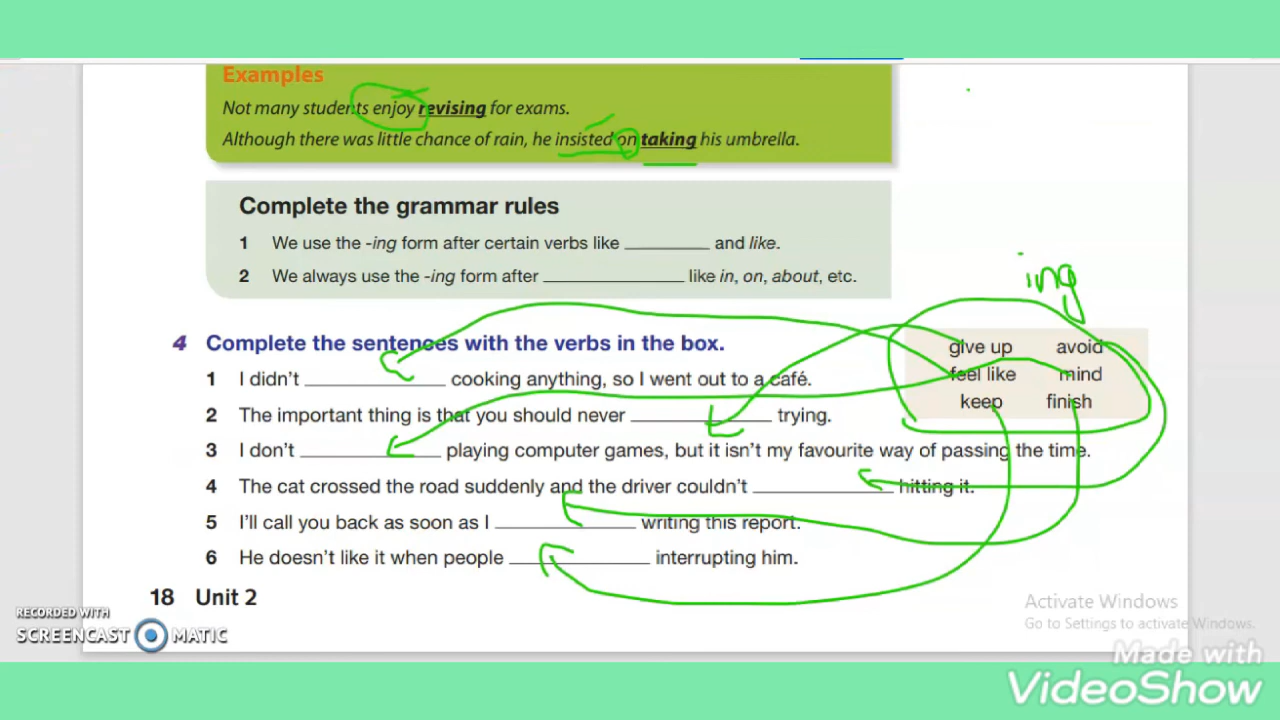 Examples
Not many students enjoy revising for exams.
Although there was little chance of rain, he insisted on taking his umbrella.
Complete the grammar rules
1 We use the -ing form after certain verbs like ________ and like.
2 We always use the -ing form after ________ like in, on, about, etc.
ing
4 Complete the sentences with the verbs in the box.
give up avoid
feel like mind
keep finish
1 I didn't ________ cooking anything, so I went out to a café.
2 The important thing is that you should never ________ trying.
3 I don't ________ playing computer games, but it isn't my favourite way of passing the time.
4 The cat crossed the road suddenly and the driver couldn't ________ hitting it.
5 I'll call you back as soon as I ________ writing this report.
6 He doesn't like it when people ________ interrupting him.
18 Unit 2
RECORDED WITH
SCREENCAST MATIC
Activate Windows
Go to Settings to activate Windows.
Made with
VideoShow